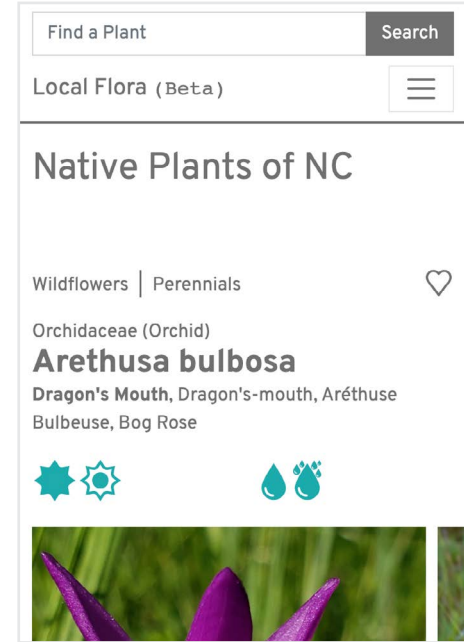 Find a Plant Search
Local Flora (Beta)
Native Plants of NC
Wildflowers | Perennials
Orchidaceae (Orchid)
Arethusa bulbosa
Dragon's Mouth, Dragon's-mouth, Aréthuse
Bulbeuse, Bog Rose